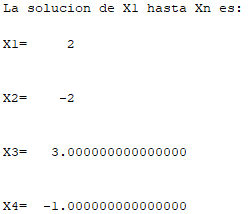 La solucion de X1 hasta Xn es:
X1= 2
X2= -2
X3= 3.000000000000000
X4= -1.000000000000000